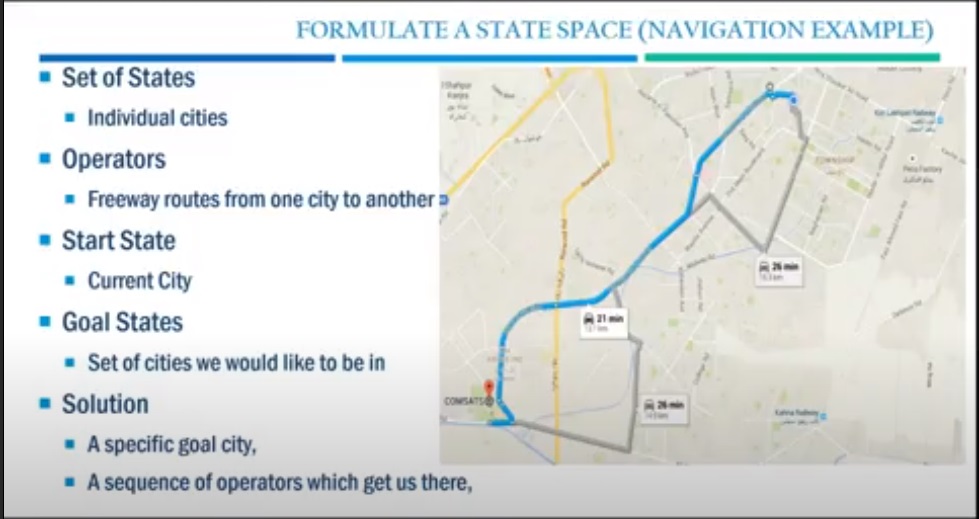 FORMULATE A STATE SPACE (NAVIGATION EXAMPLE)
Set of States
Individual cities
Operators
Freeway routes from one city to another
Start State
Current City
Goal States
Set of cities we would like to be in
Solution
A specific goal city,
A sequence of operators which get us there,
TOWNSHIP
26 min
21 min
26 min
COMSATS